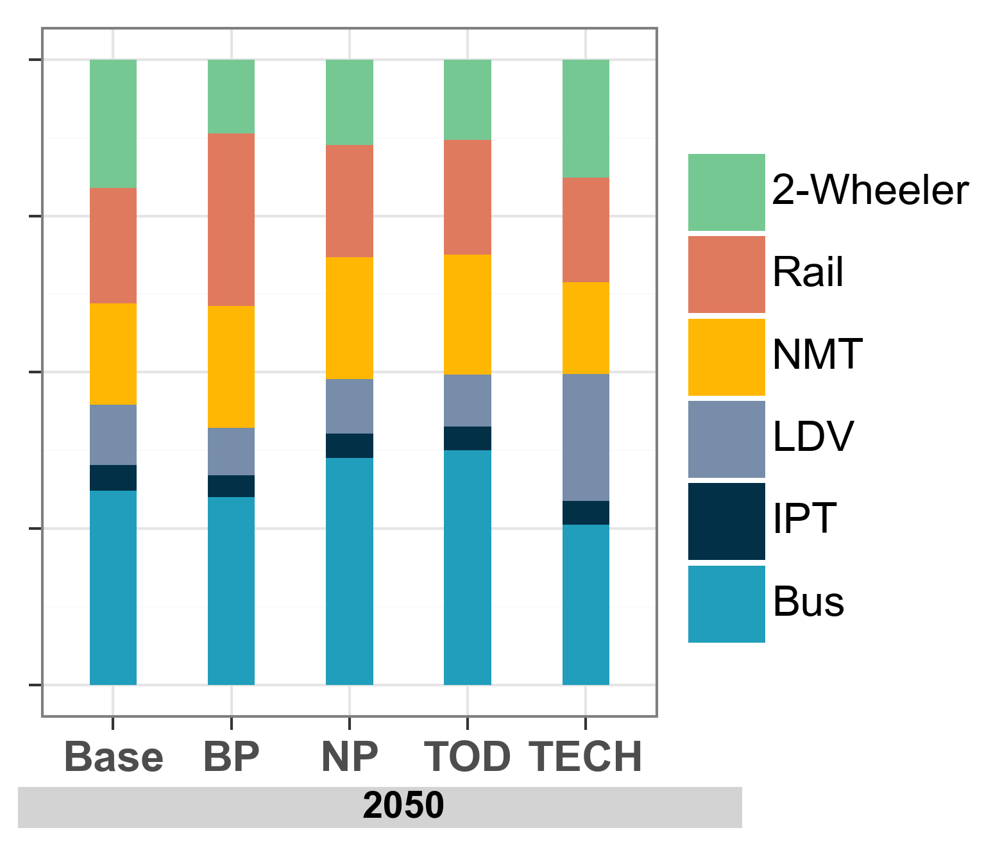 2-Wheeler
Rail
NMT
LDV
IPT
Bus
Base BP NP TOD TECH
2050